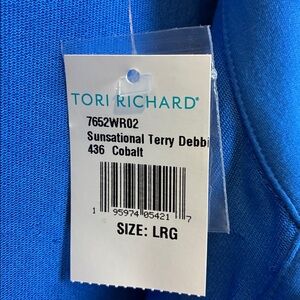 TORI RICHARD®
7652WR02
Sunsational Terry Debbi
436 Cobalt
1 95974 05421 7
SIZE: LRG